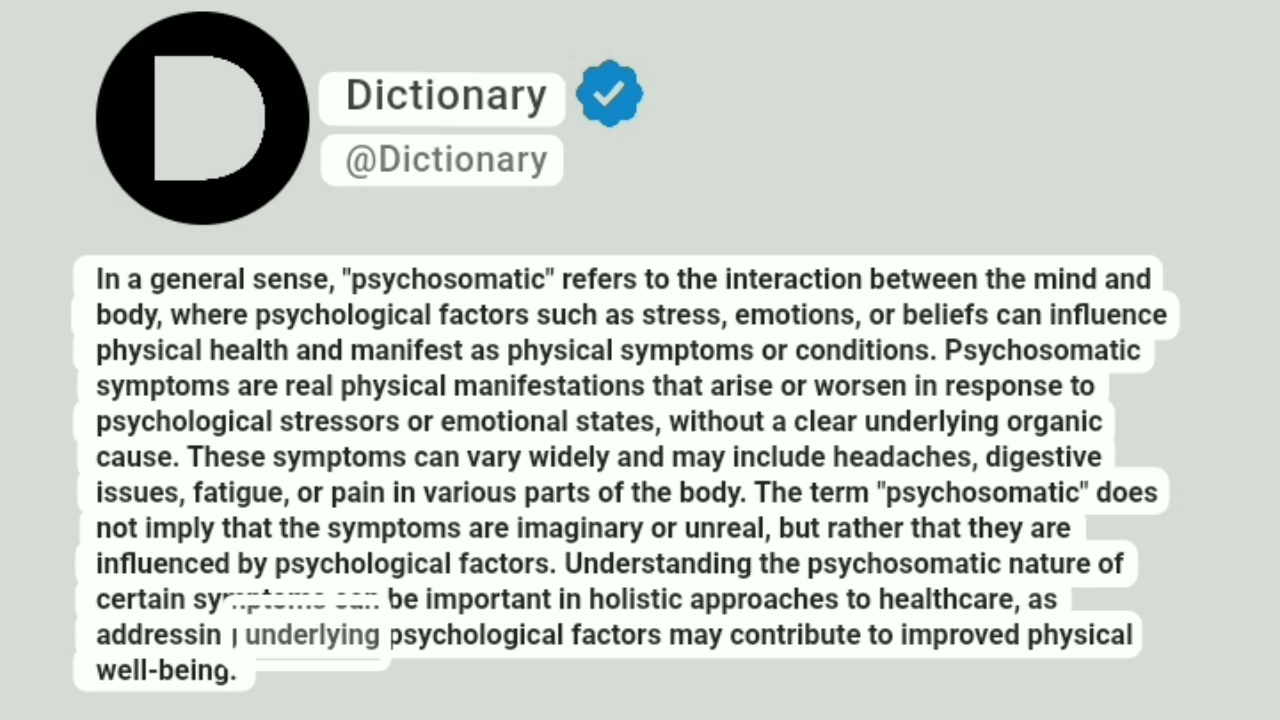 D
Dictionary
@Dictionary
In a general sense, "psychosomatic" refers to the interaction between the mind and
body, where psychological factors such as stress, emotions, or beliefs can influence
physical health and manifest as physical symptoms or conditions. Psychosomatic
symptoms are real physical manifestations that arise or worsen in response to
psychological stressors or emotional states, without a clear underlying organic
cause. These symptoms can vary widely and may include headaches, digestive
issues, fatigue, or pain in various parts of the body. The term "psychosomatic" does
not imply that the symptoms are imaginary or unreal, but rather that they are
influenced by psychological factors. Understanding the psychosomatic nature of
certain symptoms can be important in holistic approaches to healthcare, as
addressing underlying psychological factors may contribute to improved physical
well-being.